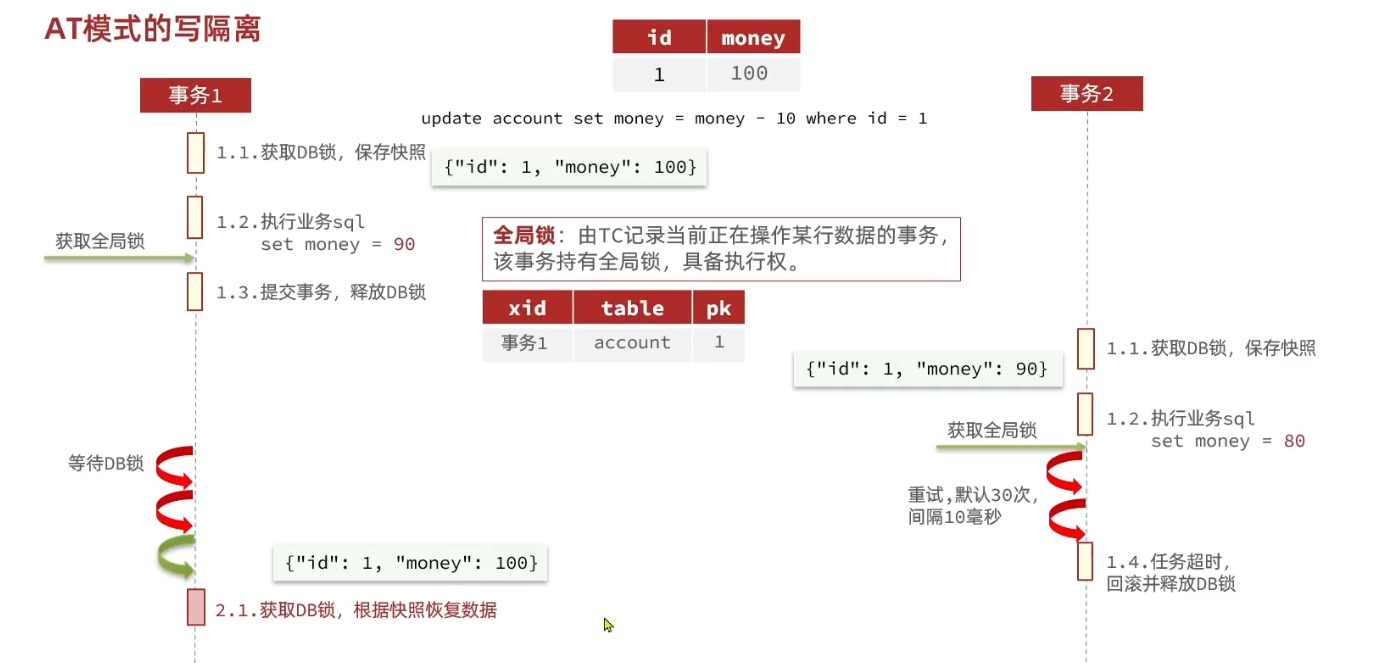 AT模式的写隔离
id money
1 100
事务1
事务2
update account set money = money - 10 where id = 1
1.1.获取DB锁，保存快照
{"id": 1, "money": 100}
1.2.执行业务sql
set money = 90
获取全局锁
全局锁：由TC记录当前正在操作某行数据的事务，
该事务持有全局锁，具备执行权。
1.3.提交事务，释放DB锁
xid table pk
事务1 account 1
1.1.获取DB锁，保存快照
{"id": 1, "money": 90}
1.2.执行业务sql
set money = 80
获取全局锁
等待DB锁
重试,默认30次，
间隔10毫秒
1.4.任务超时，
回滚并释放DB锁
{"id": 1, "money": 100}
2.1.获取DB锁，根据快照恢复数据